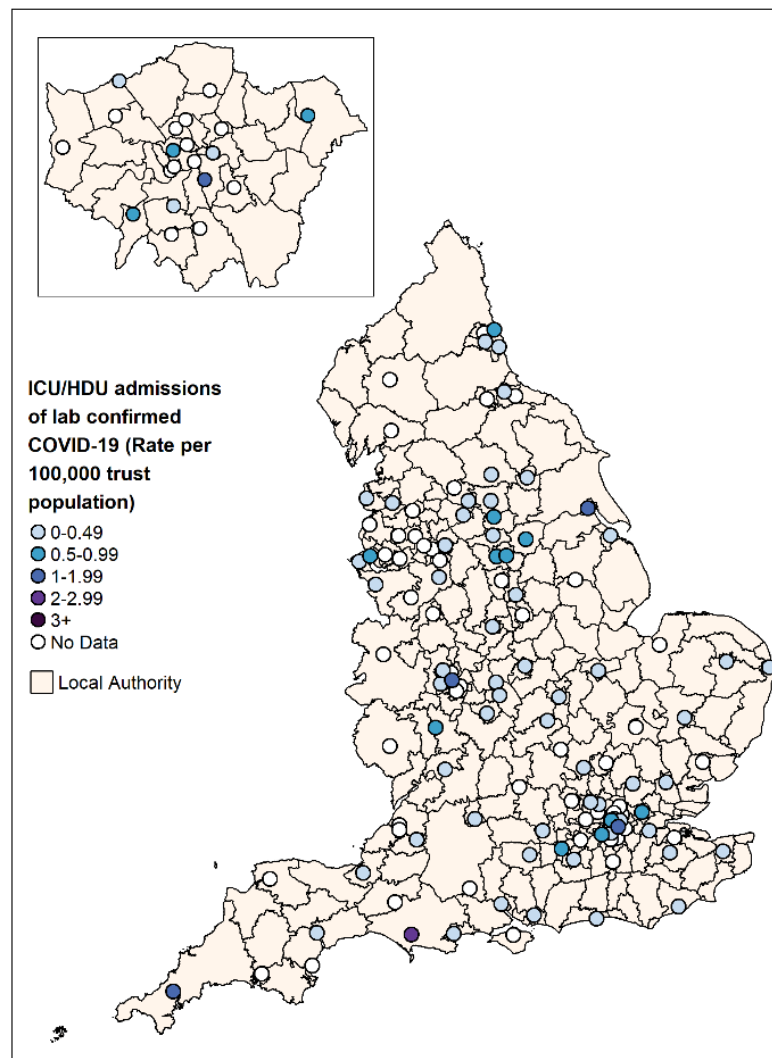 ICU/HDU admissions
of lab confirmed
COVID-19 (Rate per
100,000 trust
population)
0-0.49
0.5-0.99
1-1.99
2-2.99
3+
No Data
Local Authority